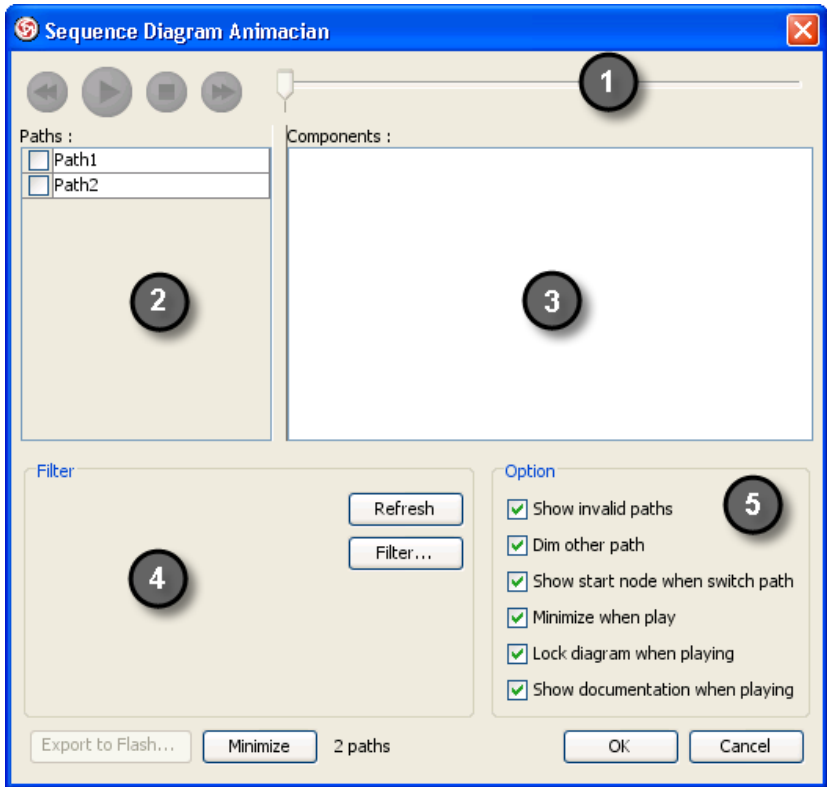 Sequence Diagram Animacian
1
Paths :
Components :
Path1
Path2
2
3
Filter
Refresh
Filter...
4
Option
5
Show invalid paths
Dim other path
Show start node when switch path
Minimize when play
Lock diagram when playing
Show documentation when playing
Export to Flash...
Minimize
2 paths
OK
Cancel